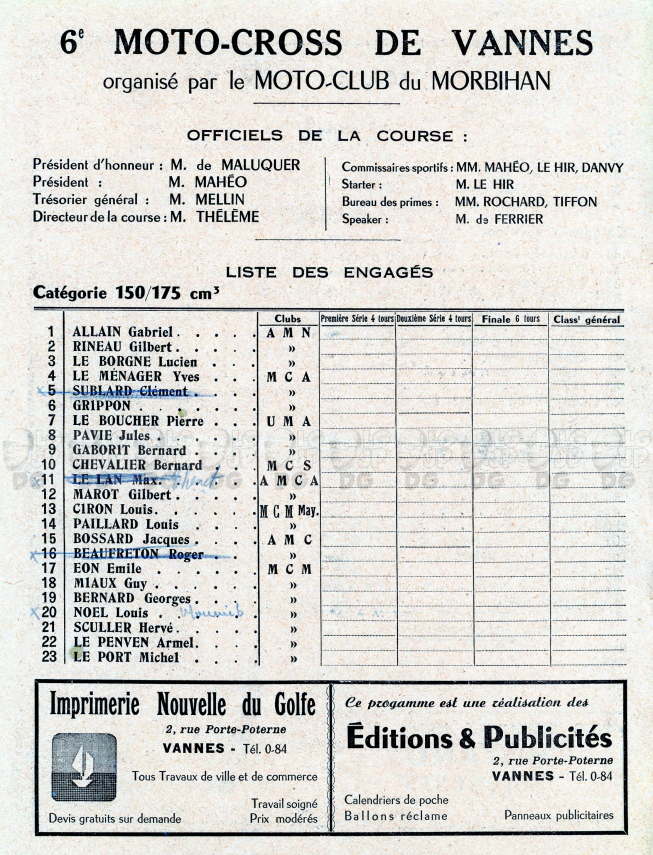 6e MOTO-CROSS DE VANNES
organisé par le MOTO-CLUB du MORBIHAN
OFFICIELS DE LA COURSE :
Président d'honneur : M. de MALUQUER
Président : M. MAHÉO
Trésorier général : M. MELLIN
Directeur de la course : M. THÉLÈME
Commissaires sportifs : MM. MAHÉO, LE HIR, DANVY
Starter : M. LE HIR
Bureau des primes : MM. ROCHARD, TIFFON
Speaker : M. de FERRIER
LISTE DES ENGAGÉS
Catégorie 150/175 cm³
Clubs Première Série 4 tours Deuxième Série 4 tours Finale 6 tours Classt général
1 ALLAIN Gabriel . . . . . A M N
2 RINEAU Gilbert . . . . . »
3 LE BORGNE Lucien . . . »
4 LE MÉNAGER Yves . . . M C A
5 SUBLARD Clément . . . . »
6 GRIPPON . . . . . . . »
7 LE BOUCHER Pierre . . . U M A
8 PAVIE Jules . . . . . . »
9 GABORIT Bernard . . . . »
10 CHEVALIER Bernard . . . M C S
11 LE LAN Max. A M C A
12 MAROT Gilbert . . . . . »
13 CIRON Louis . . . . . . M C M May.
14 PAILLARD Louis . . . . »
15 BOSSARD Jacques . . . . A M C
16 BEAUFRETON Roger . . . »
17 EON Emile . . . . . . M C M
18 MIAUX Guy . . . . . . »
19 BERNARD Georges . . . . »
20 NOEL Louis . . »
21 SCULLER Hervé . . . . . »
22 LE PENVEN Armel . . . . »
23 LE PORT Michel . . . . »
DG DG DG DG DG DG
Imprimerie Nouvelle du Golfe
2, rue Porte-Poterne
VANNES - Tél. 0-84
Tous Travaux de ville et de commerce
Travail soigné
Devis gratuits sur demande Prix modérés
Ce progamme est une réalisation des
Éditions & Publicités
2, rue Porte-Poterne
VANNES - Tél. 0-84
Calendriers de poche
Ballons réclame Panneaux publicitaires